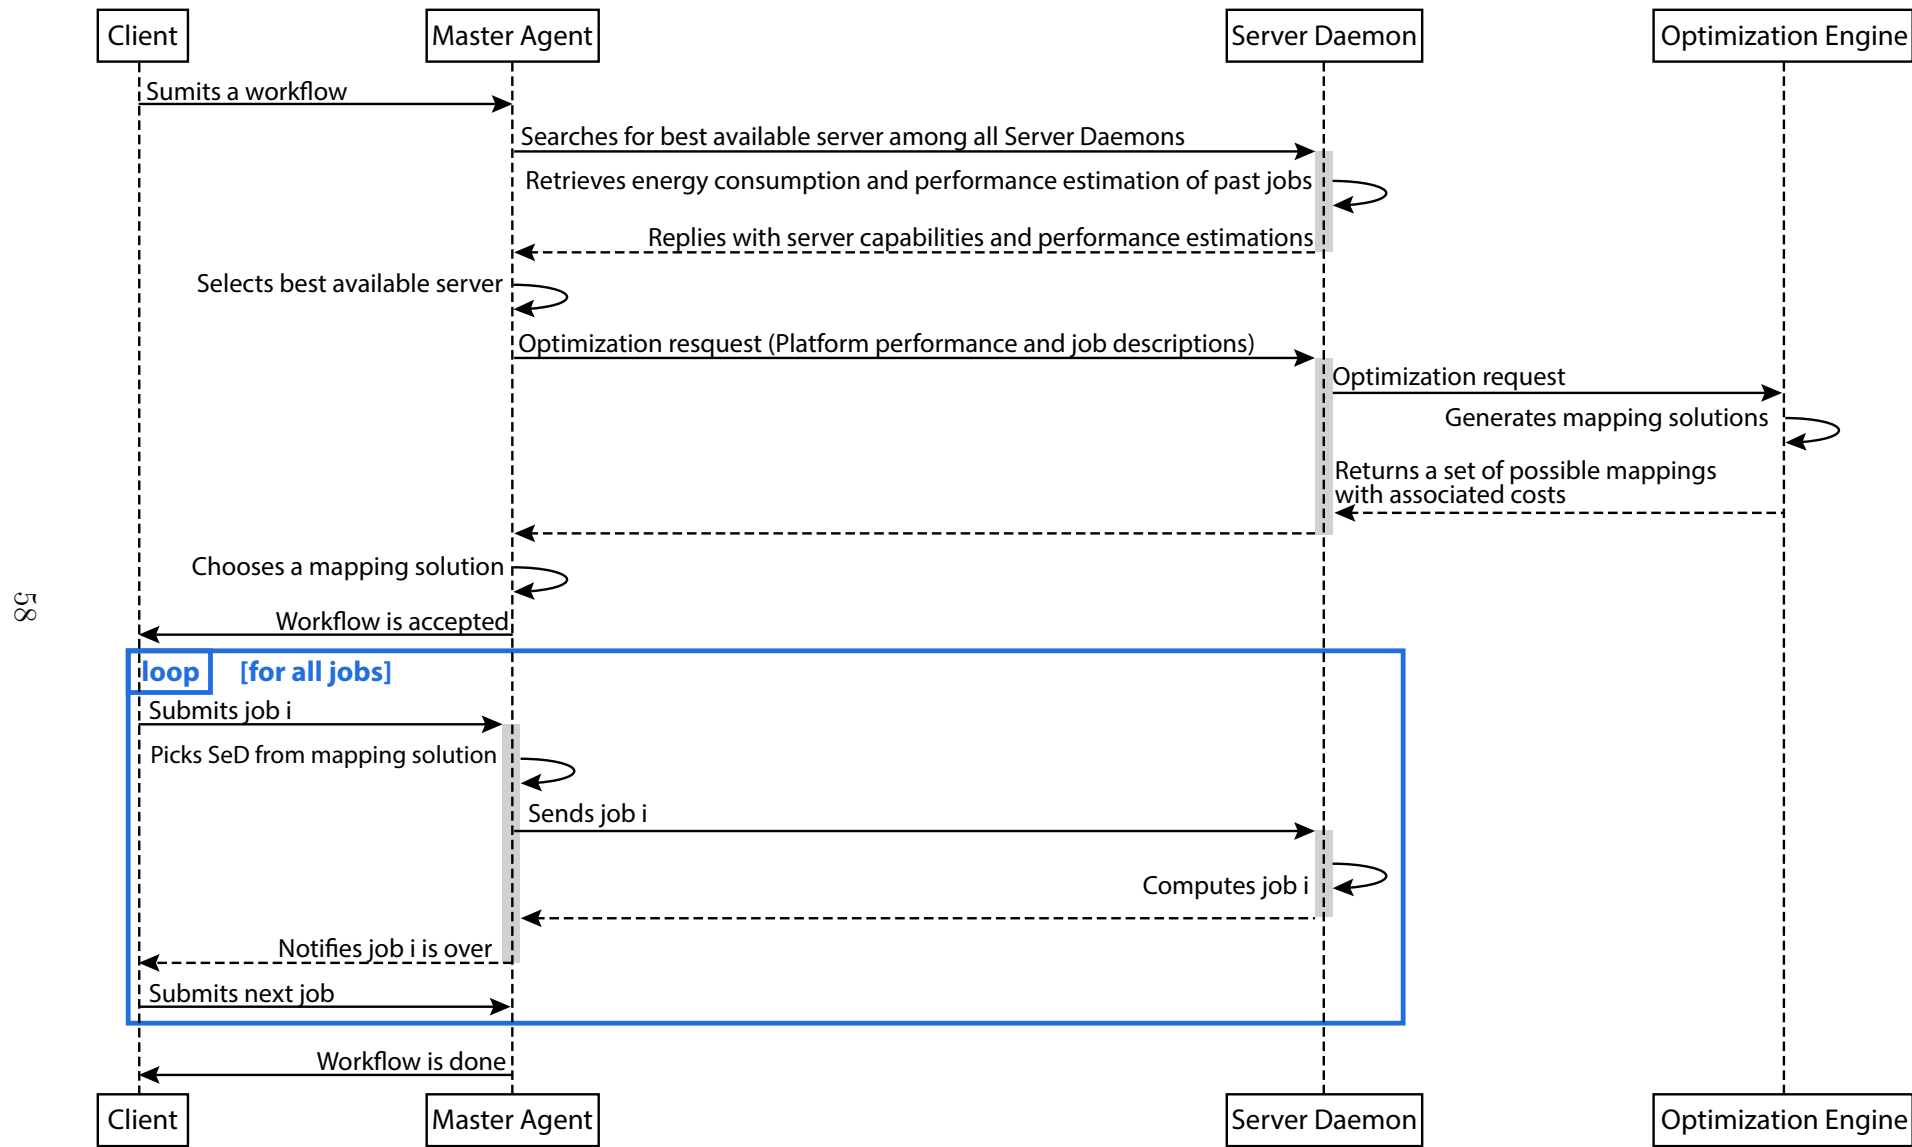 Client
Master Agent
Server Daemon
Optimization Engine
Sumits a workflow
Searches for best available server among all Server Daemons
Retrieves energy consumption and performance estimation of past jobs
Replies with server capabilities and performance estimations
Selects best available server
Optimization resquest (Platform performance and job descriptions)
Optimization request
Generates mapping solutions
Returns a set of possible mappings
with associated costs
Chooses a mapping solution
58
Workflow is accepted
loop [for all jobs]
Submits job i
Picks SeD from mapping solution
Sends job i
Computes job i
Notifies job i is over
Submits next job
Workflow is done
Client
Master Agent
Server Daemon
Optimization Engine